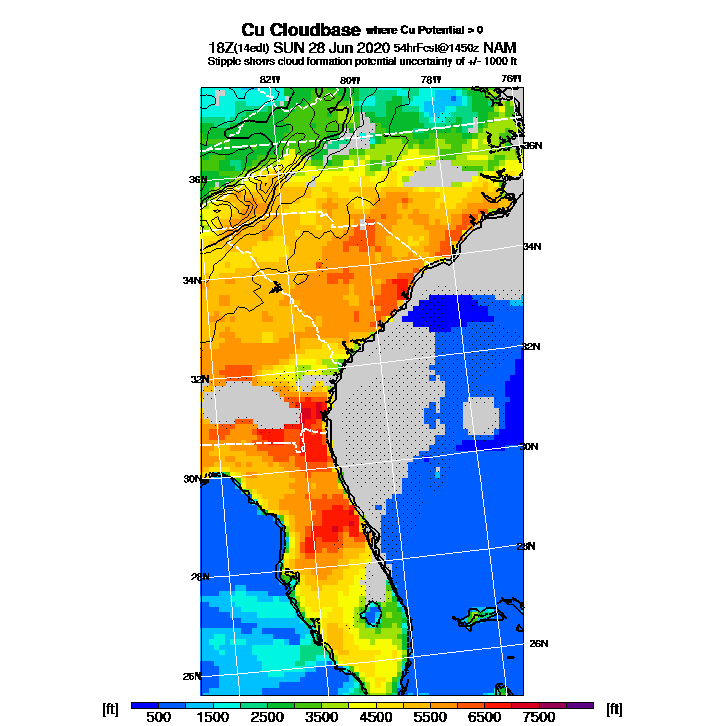 Cu Cloudbase where Cu Potential > 0
18Z(14edt) SUN 28 Jun 2020 54hrFcst@1450z NAM
Stipple shows cloud formation potential uncertainty of +/- 1000 ft
82W 80W 78W 76W
36N
36N
34N
34N
32N
32N
30N
30N
28N
28N
26N
26N
[ft] 500 1500 2500 3500 4500 5500 6500 7500 [ft]